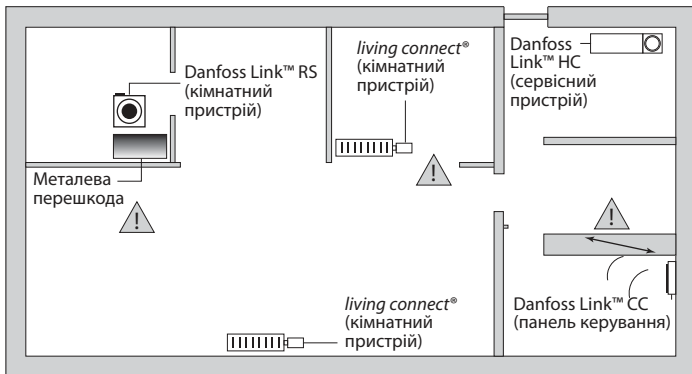 Danfoss Link™ RS
(кімнатний
пристрій)
living connect®
(кімнатний
пристрій)
Danfoss
Link™ HC
(сервісний
пристрій)
Металева
перешкода
!
!
!
living connect®
(кімнатний
пристрій)
Danfoss Link™ CC
(панель керування)